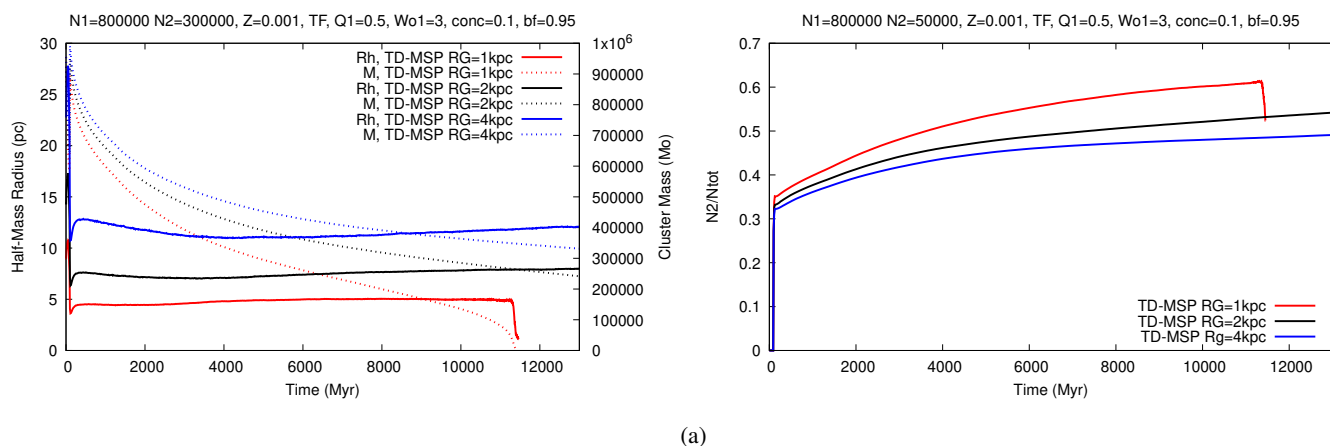 N1=800000 N2=300000, Z=0.001, TF, Q1=0.5, Wo1=3, conc=0.1, bf=0.95
30
25
20
15
10
5
0
Half-Mass Radius (pc)
1x10^6
900000
800000
700000
600000
500000
400000
300000
200000
100000
0
Cluster Mass (Mo)
Rh, TD-MSP RG=1kpc
M, TD-MSP RG=1kpc
Rh, TD-MSP RG=2kpc
M, TD-MSP RG=2kpc
Rh, TD-MSP RG=4kpc
M, TD-MSP RG=4kpc
0 2000 4000 6000 8000 10000 12000
Time (Myr)
N1=800000 N2=50000, Z=0.001, TF, Q1=0.5, Wo1=3, conc=0.1, bf=0.95
0.7
0.6
0.5
0.4
0.3
0.2
0.1
0
N2/Ntot
TD-MSP RG=1kpc
TD-MSP RG=2kpc
TD-MSP Rg=4kpc
2000 4000 6000 8000 10000 12000
Time (Myr)
(a)